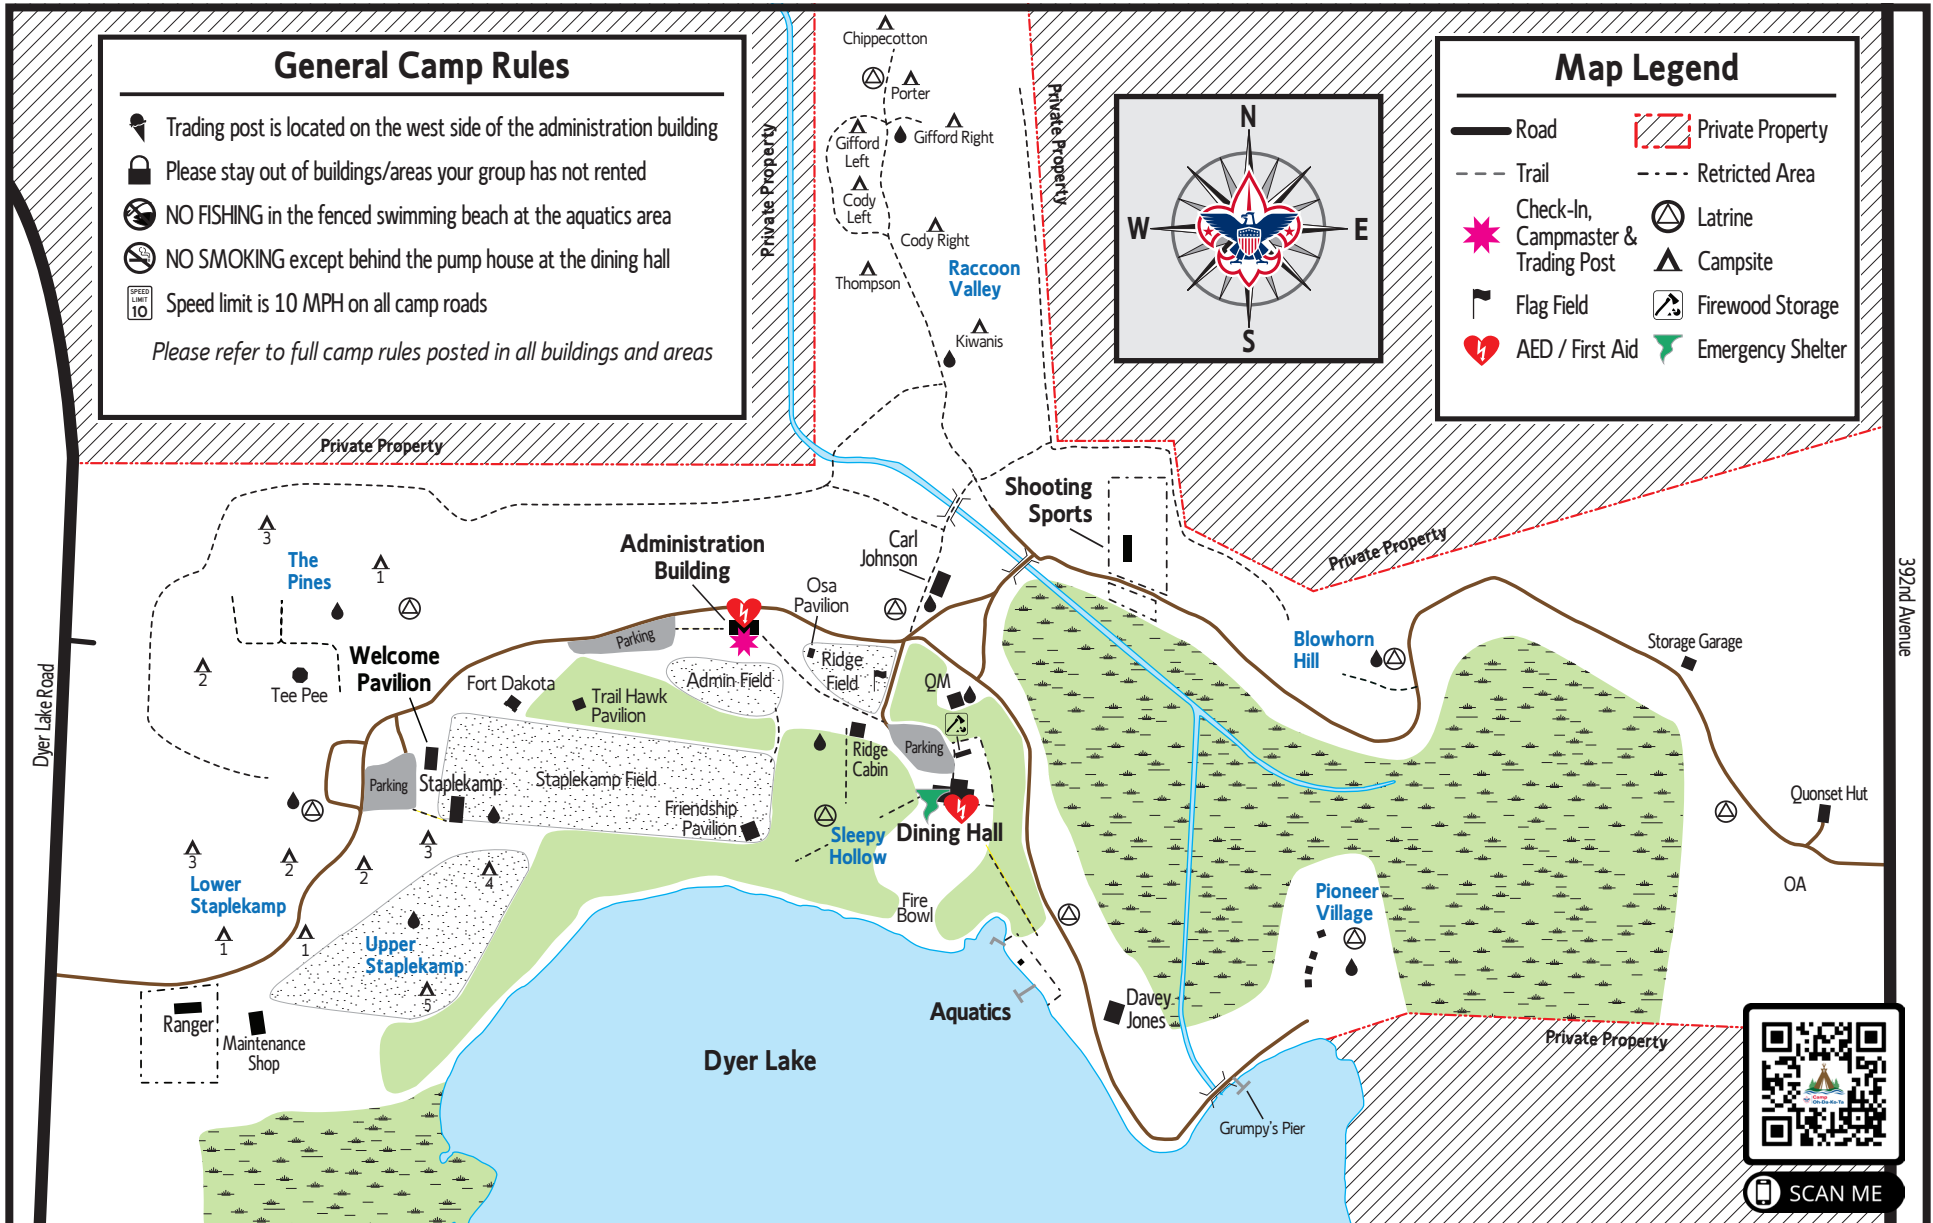 General Camp Rules
Trading post is located on the west side of the administration building
Please stay out of buildings/areas your group has not rented
NO FISHING in the fenced swimming beach at the aquatics area
NO SMOKING except behind the pump house at the dining hall
SPEED
LIMIT
10
Speed limit is 10 MPH on all camp roads
Please refer to full camp rules posted in all buildings and areas
Map Legend
Road
Private Property
Trail
Retricted Area
Check-In,
Campmaster &
Trading Post
Latrine
Campsite
Flag Field
Firewood Storage
AED / First Aid
Emergency Shelter
N
W
E
S
Chippecotton
Porter
Gifford
Left
Gifford Right
Cody
Left
Cody Right
Thompson
Raccoon
Valley
Kiwanis
Private Property
Private Property
Private Property
Private Property
Private Property
Shooting
Sports
Carl
Johnson
Administration
Building
Osa
Pavilion
Parking
3
The
Pines
1
2
Tee Pee
Welcome
Pavilion
Fort Dakota
Trail Hawk
Pavilion
Admin Field
Ridge
Field
QM
Blowhorn
Hill
Storage Garage
392nd Avenue
Dyer Lake Road
Parking
Staplekamp
Staplekamp Field
Ridge
Cabin
Parking
Friendship
Pavilion
Sleepy
Hollow
Dining Hall
Quonset Hut
OA
3
2
2
3
4
Lower
Staplekamp
1
1
Upper
Staplekamp
5
Fire
Bowl
Pioneer
Village
Ranger
Maintenance
Shop
Aquatics
Davey
Jones
Dyer Lake
Grumpy's Pier
Camp
Oh-Da-Ko-Ta
SCAN ME